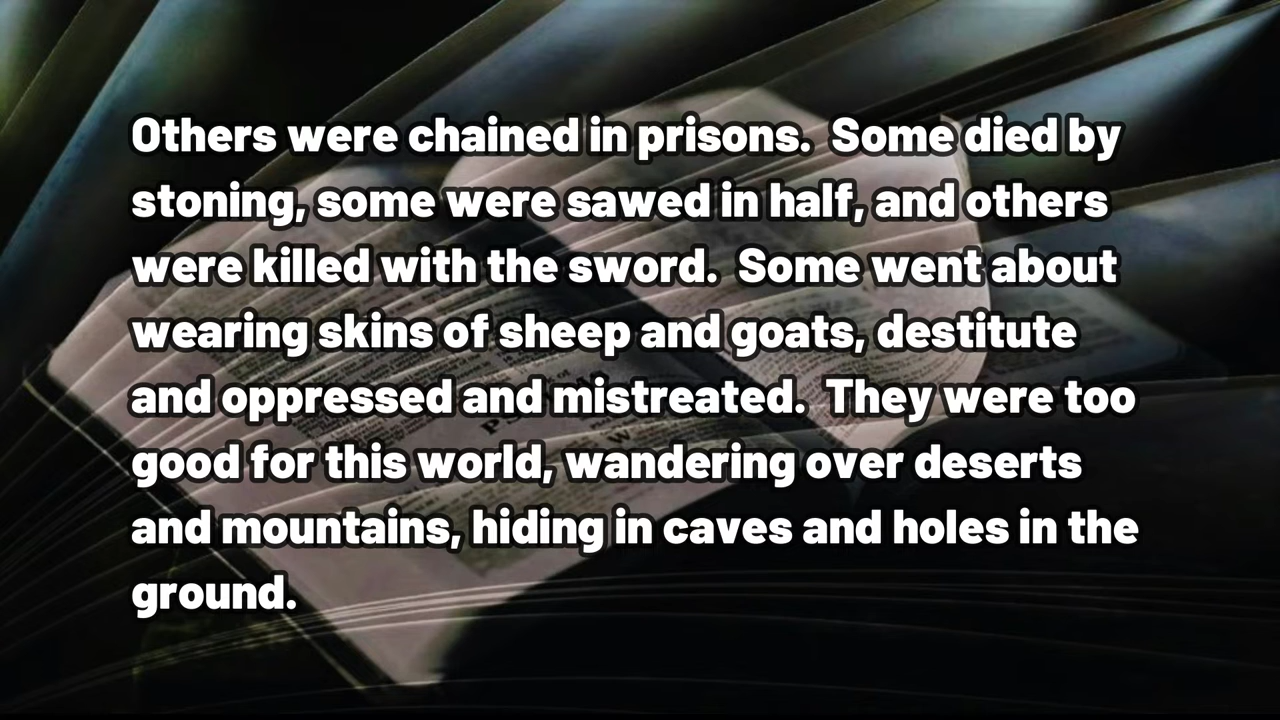 Others were chained in prisons.  Some died by
stoning, some were sawed in half, and others
were killed with the sword.  Some went about
wearing skins of sheep and goats, destitute
and oppressed and mistreated.  They were too
good for this world, wandering over deserts
and mountains, hiding in caves and holes in the
ground.